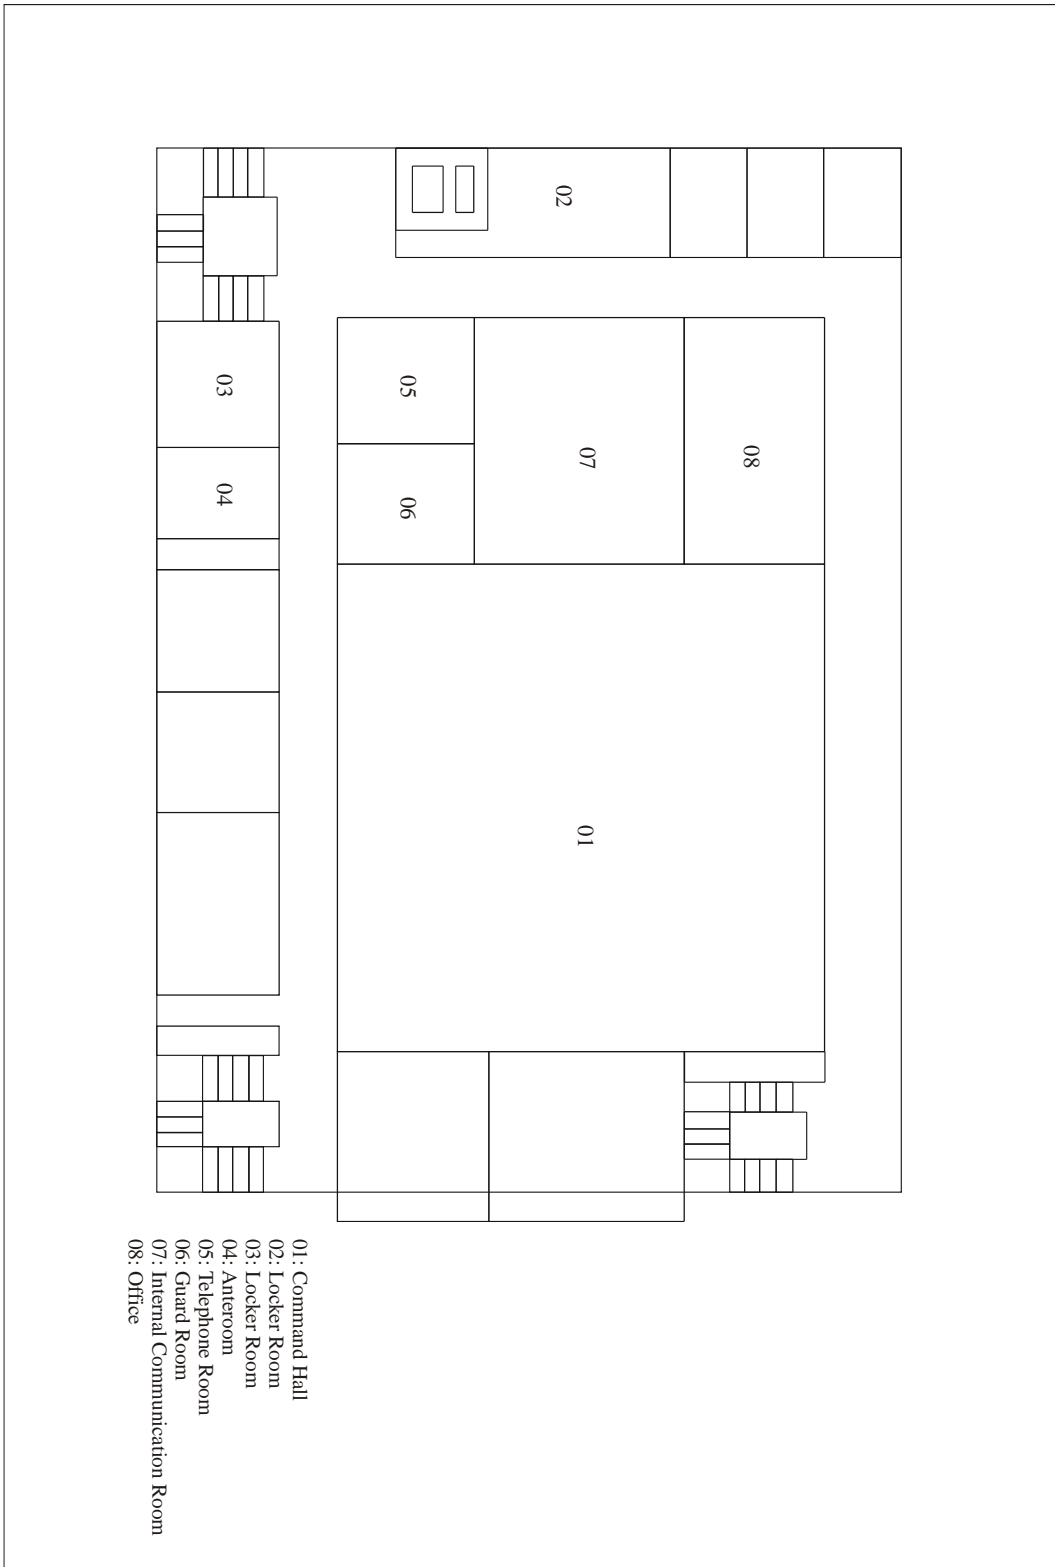 02
03
05
08
07
04
06
01
01: Command Hall
02: Locker Room
03: Locker Room
04: Anteroom
05: Telephone Room
06: Guard Room
07: Internal Communication Room
08: Office